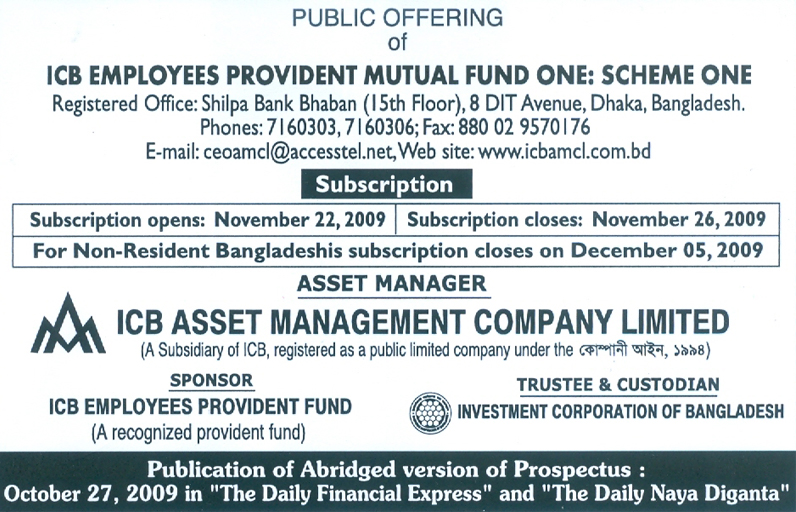 PUBLIC OFFERING
of
ICB EMPLOYEES PROVIDENT MUTUAL FUND ONE: SCHEME ONE
Registered Office: Shilpa Bank Bhaban (15th Floor), 8 DIT Avenue, Dhaka, Bangladesh.
Phones: 7160303, 7160306; Fax: 880 02 9570176
E-mail: ceoamcl@accesstel.net, Web site: www.icbamcl.com.bd
Subscription
Subscription opens: November 22, 2009 Subscription closes: November 26, 2009
For Non-Resident Bangladeshis subscription closes on December 05, 2009
ASSET MANAGER
ICB ASSET MANAGEMENT COMPANY LIMITED
(A Subsidiary of ICB, registered as a public limited company under the কোম্পানী আইন, ১৯৯৪)
SPONSOR
ICB EMPLOYEES PROVIDENT FUND
(A recognized provident fund)
TRUSTEE & CUSTODIAN
INVESTMENT CORPORATION OF BANGLADESH
Publication of Abridged version of Prospectus :
October 27, 2009 in "The Daily Financial Express" and "The Daily Naya Diganta"